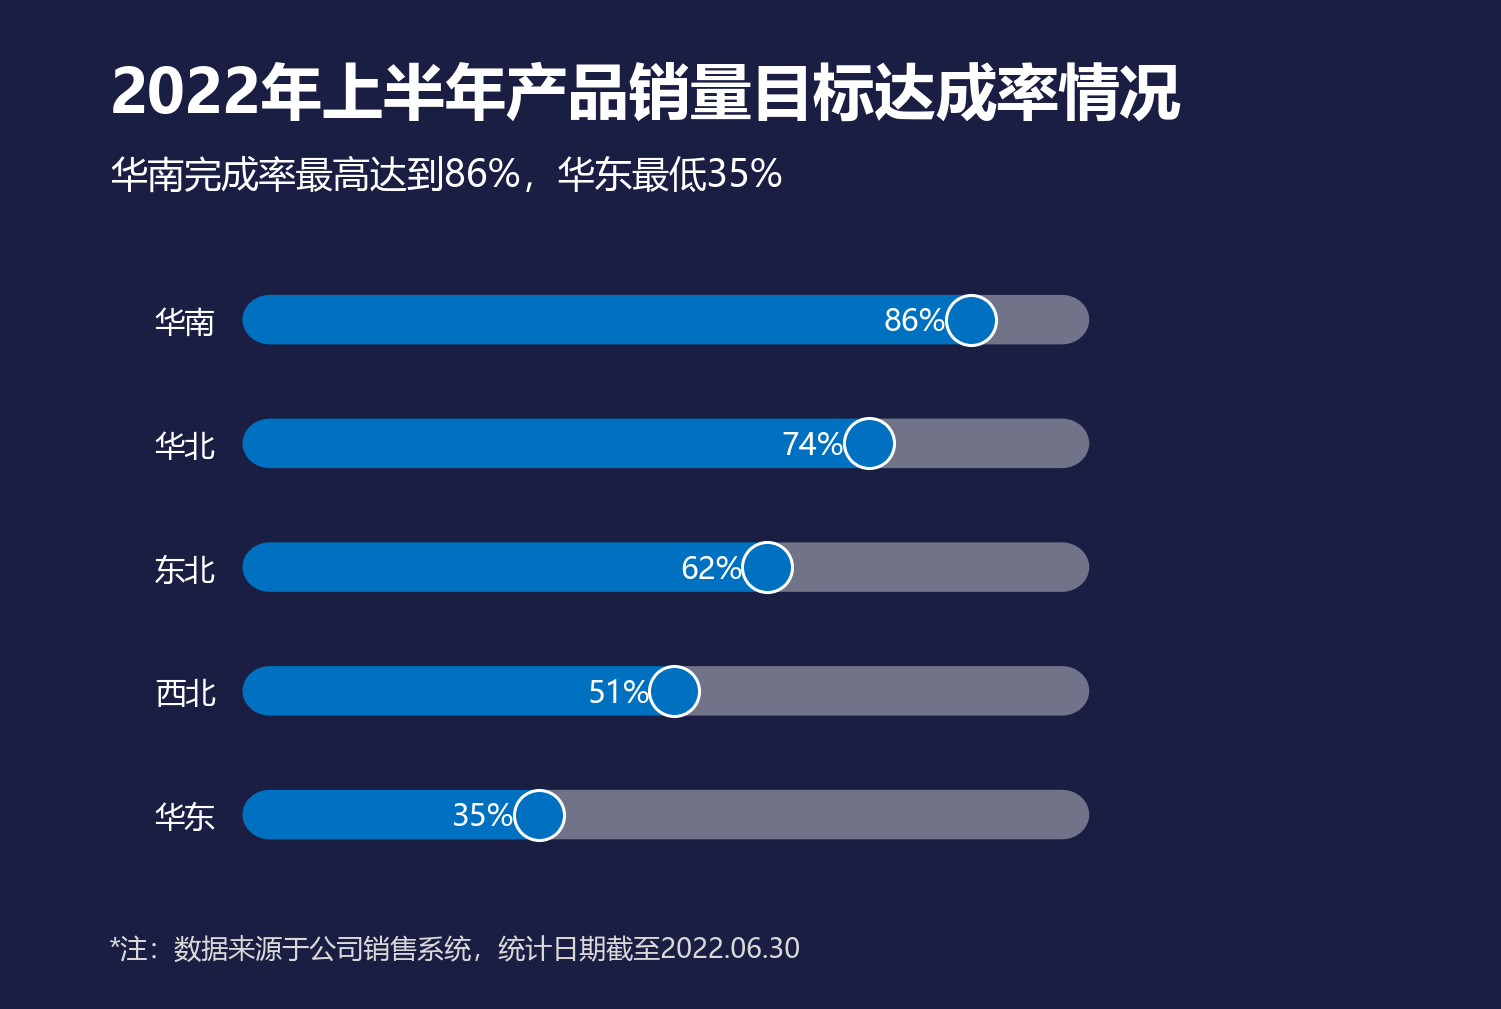 2022年上半年产品销量目标达成率情况
华南完成率最高达到86%，华东最低35%
华南 86%
华北 74%
东北 62%
西北 51%
华东 35%
*注：数据来源于公司销售系统，统计日期截至2022.06.30